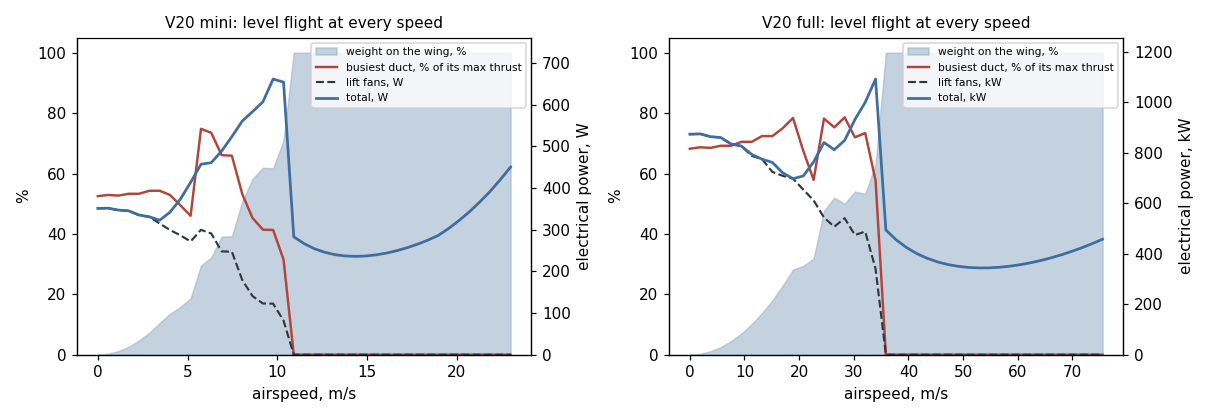 V20 mini: level flight at every speed
weight on the wing, %
busiest duct, % of its max thrust
lift fans, W
total, W
100
80
60
40
20
0
%
700
600
500
400
300
200
100
0
electrical power, W
0 5 10 15 20
airspeed, m/s
V20 full: level flight at every speed
weight on the wing, %
busiest duct, % of its max thrust
lift fans, kW
total, kW
100
80
60
40
20
0
%
1200
1000
800
600
400
200
0
electrical power, kW
0 10 20 30 40 50 60 70
airspeed, m/s